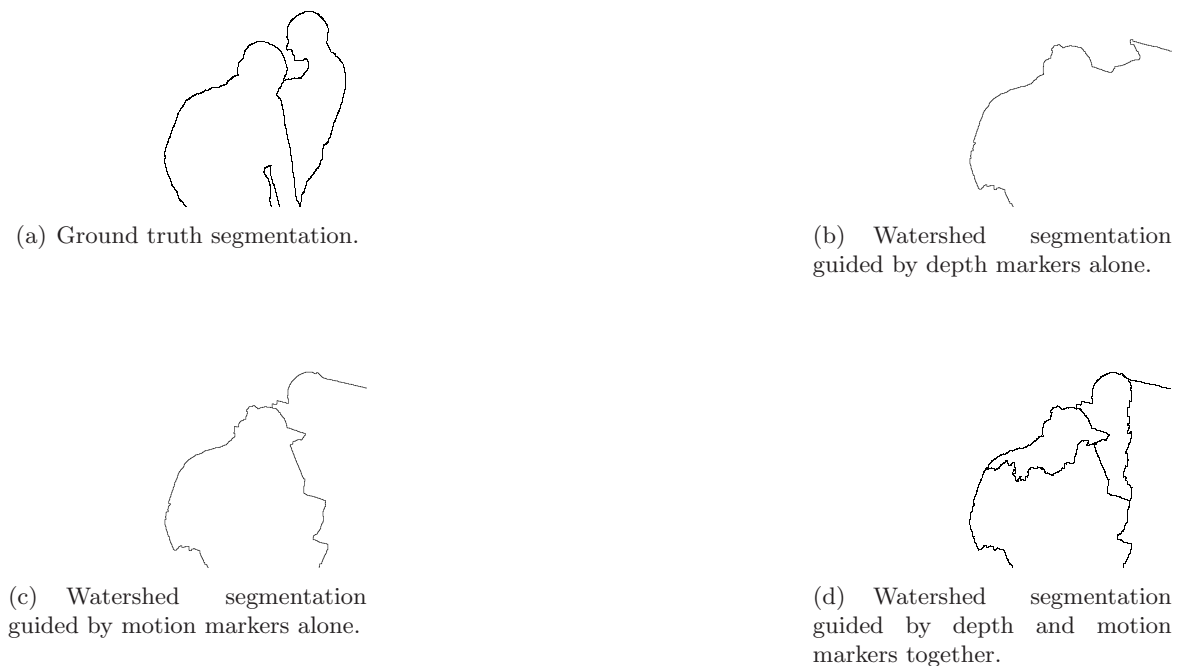 (a) Ground truth segmentation.
(b) Watershed segmentation
guided by depth markers alone.
(c) Watershed segmentation
guided by motion markers alone.
(d) Watershed segmentation
guided by depth and motion
markers together.